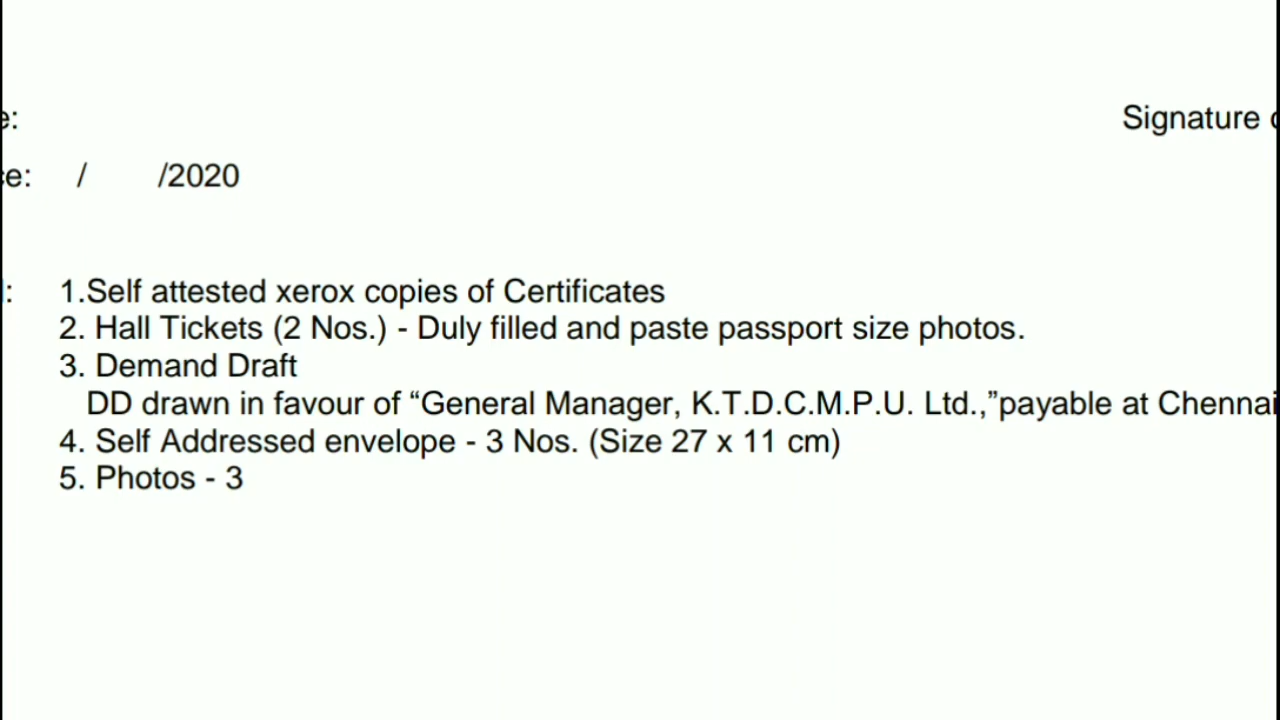 e: Signature
ce: / /2020
: 1.Self attested xerox copies of Certificates
2. Hall Tickets (2 Nos.) - Duly filled and paste passport size photos.
3. Demand Draft
DD drawn in favour of “General Manager, K.T.D.C.M.P.U. Ltd.,”payable at Chennai
4. Self Addressed envelope - 3 Nos. (Size 27 x 11 cm)
5. Photos - 3